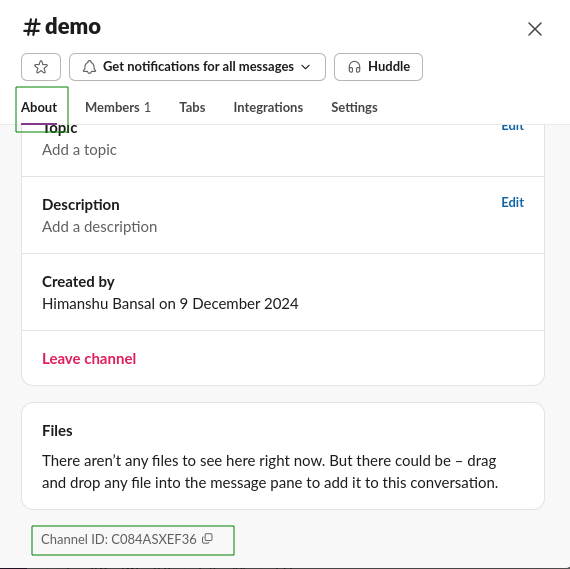 # demo
Get notifications for all messages
Huddle
About Members 1 Tabs Integrations Settings
Topic Edit
Add a topic
Description Edit
Add a description
Created by
Himanshu Bansal on 9 December 2024
Leave channel
Files
There aren’t any files to see here right now. But there could be – drag
and drop any file into the message pane to add it to this conversation.
Channel ID: C084ASXEF36